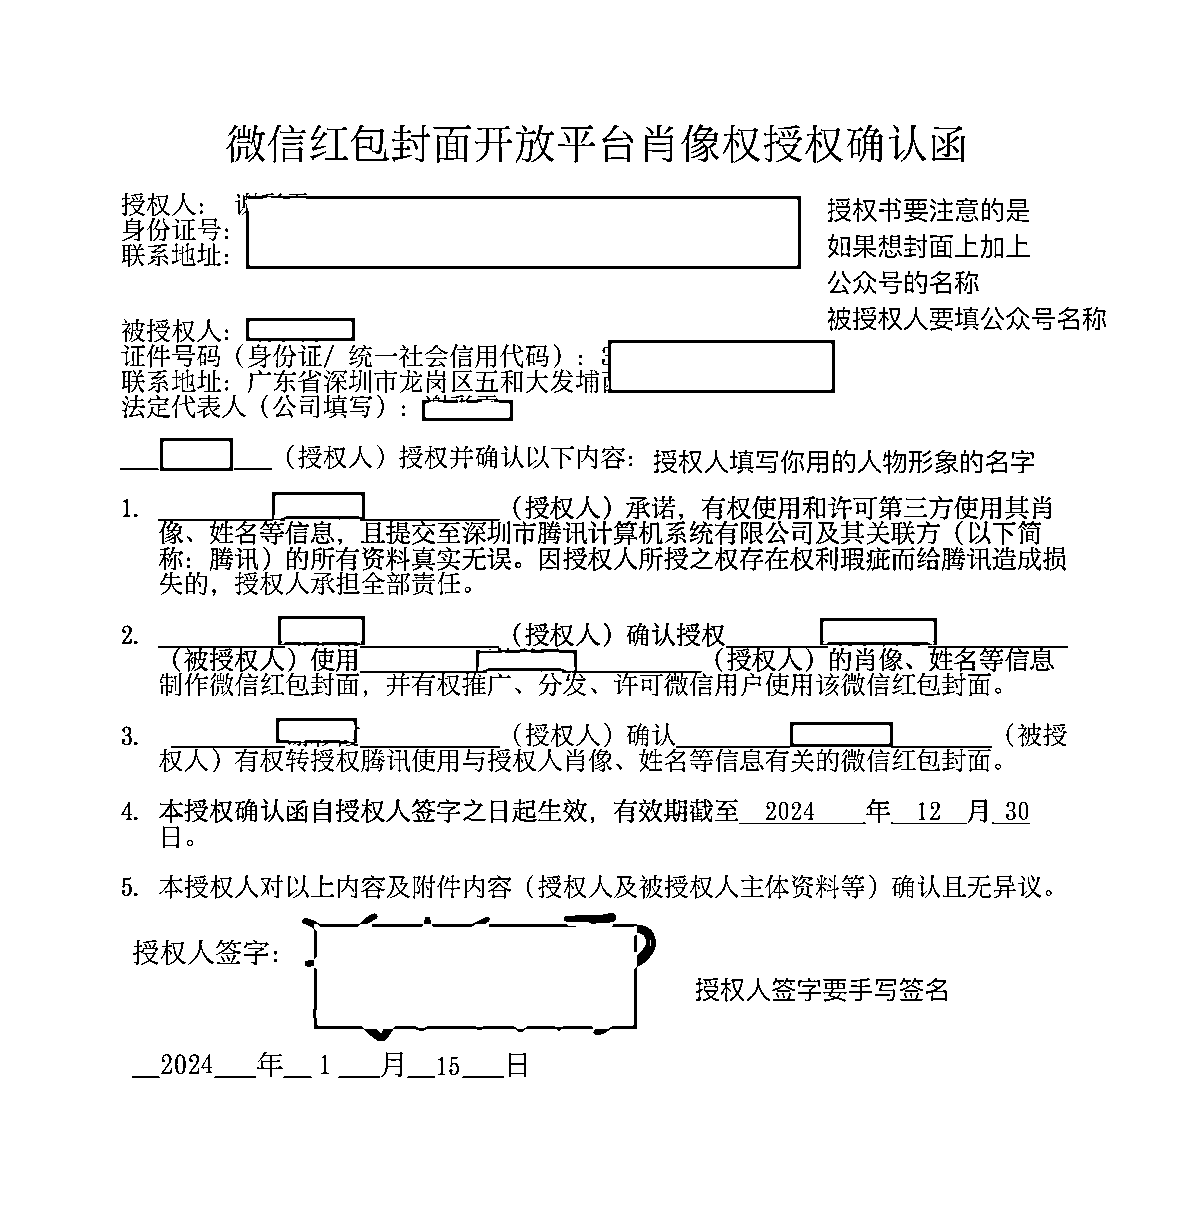 微信红包封面开放平台肖像权授权确认函
授权人：
身份证号：
联系地址：
授权书要注意的是
如果想封面上加上
公众号的名称
被授权人要填公众号名称
被授权人：
证件号码（身份证/ 统一社会信用代码）：3
联系地址：广东省深圳市龙岗区五和大发埔
法定代表人（公司填写）：
（授权人）授权并确认以下内容：
授权人填写你用的人物形象的名字
1. （授权人）承诺，有权使用和许可第三方使用其肖
像、姓名等信息，且提交至深圳市腾讯计算机系统有限公司及其关联方（以下简
称：腾讯）的所有资料真实无误。因授权人所授之权存在权利瑕疵而给腾讯造成损
失的，授权人承担全部责任。
2. （授权人）确认授权
（被授权人）使用 （授权人）的肖像、姓名等信息
制作微信红包封面，并有权推广、分发、许可微信用户使用该微信红包封面。
3. （授权人）确认 （被授
权人）有权转授权腾讯使用与授权人肖像、姓名等信息有关的微信红包封面。
4. 本授权确认函自授权人签字之日起生效，有效期截至 2024 年 12 月 30
日。
5. 本授权人对以上内容及附件内容（授权人及被授权人主体资料等）确认且无异议。
授权人签字：
授权人签字要手写签名
2024 年 1 月 15 日